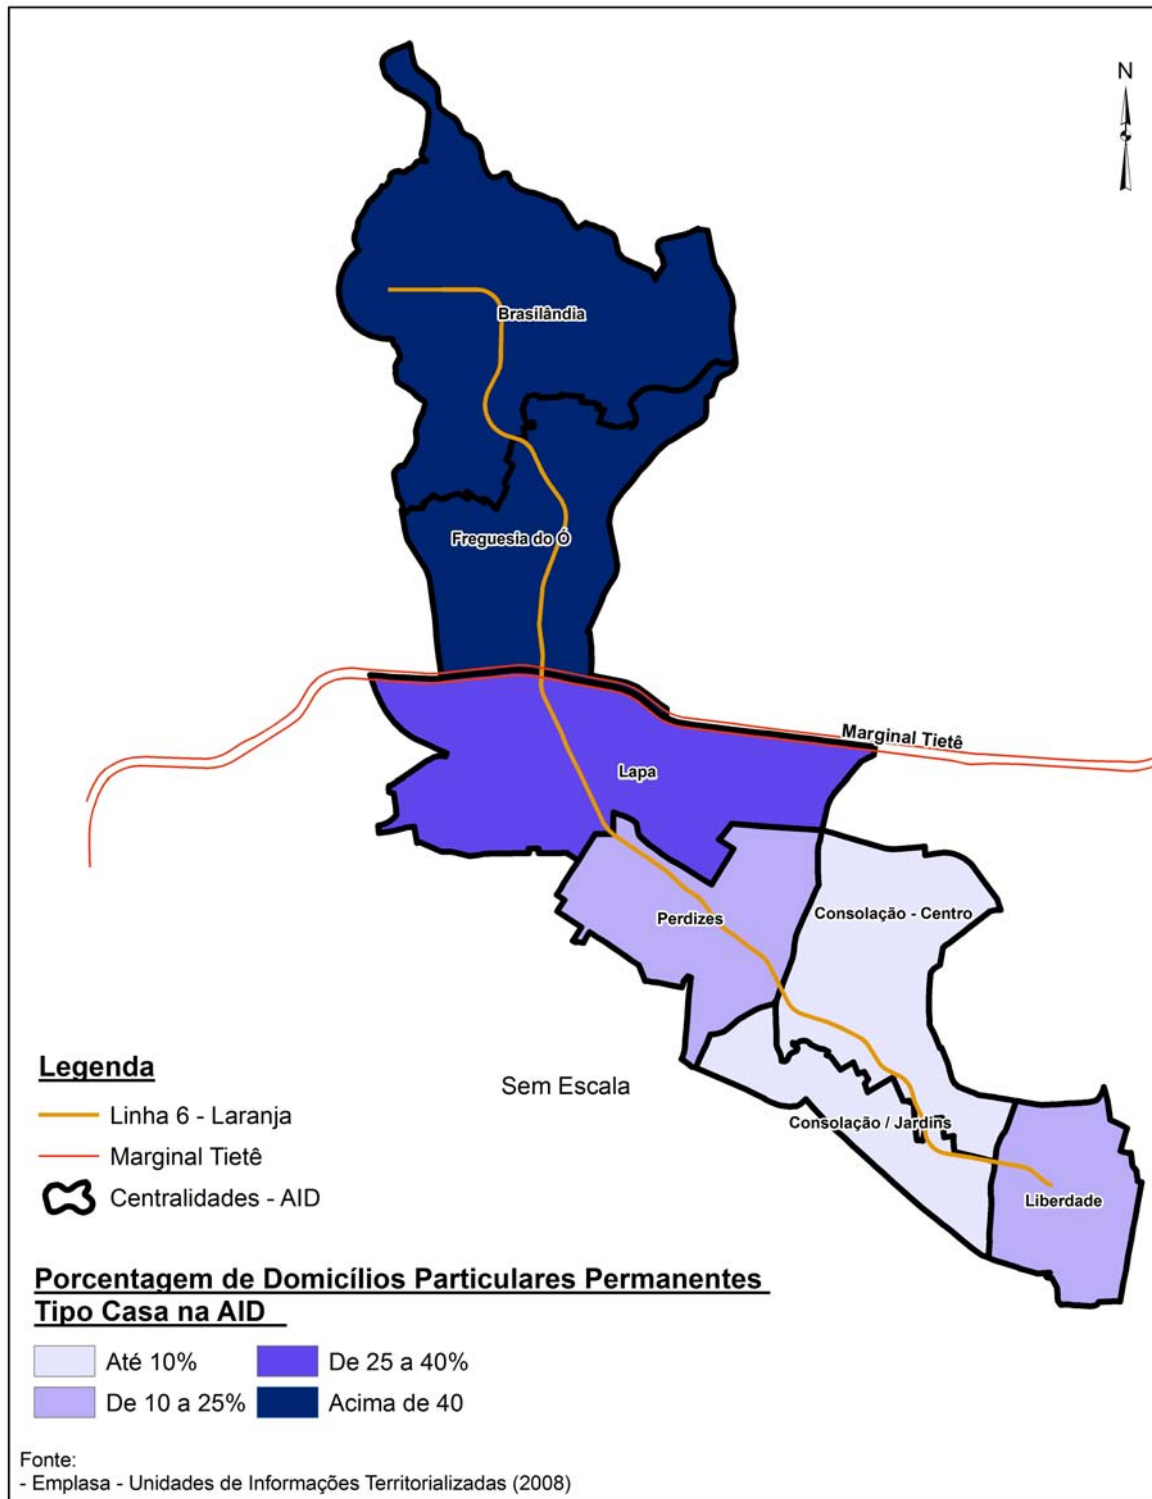 N
Brasilândia
Freguesia do Ó
Marginal Tietê
Lapa
Perdizes
Consolação - Centro
Consolação / Jardins
Liberdade
Sem Escala
Legenda
Linha 6 - Laranja
Marginal Tietê
Centralidades - AID
Porcentagem de Domicílios Particulares Permanentes
Tipo Casa na AID
Até 10%
De 25 a 40%
De 10 a 25%
Acima de 40
Fonte:
- Emplasa - Unidades de Informações Territorializadas (2008)